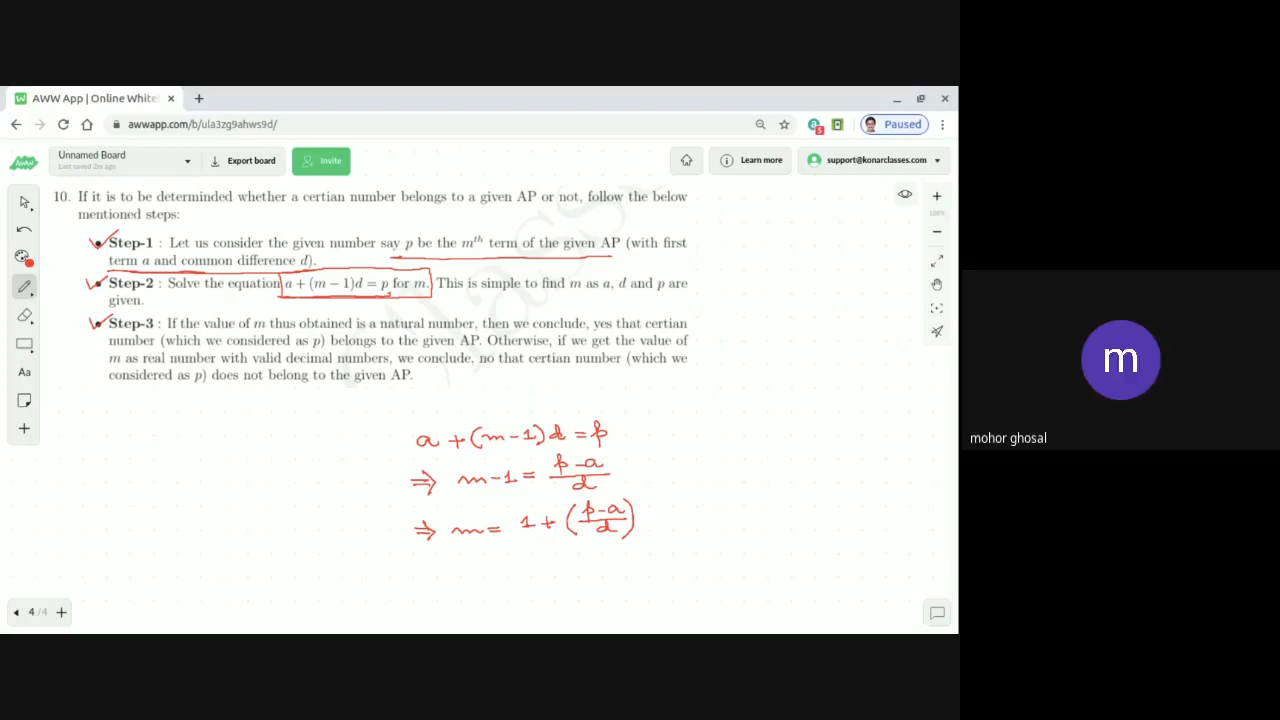 AWW App | Online White
awwapp.com/b/ula3zg9ahws9d/
Paused
Unnamed Board
Last saved 2m ago
Export board
Invite
Learn more
support@konarclasses.com
10. If it is to be determinded whether a certian number belongs to a given AP or not, follow the below
mentioned steps:
• Step-1 : Let us consider the given number say p be the mᵗʰ term of the given AP (with first
term a and common difference d).
• Step-2 : Solve the equation a + (m − 1)d = p for m. This is simple to find m as a, d and p are
given.
• Step-3 : If the value of m thus obtained is a natural number, then we conclude, yes that certian
number (which we considered as p) belongs to the given AP. Otherwise, if we get the value of
m as real number with valid decimal numbers, we conclude, no that certian number (which we
considered as p) does not belong to the given AP.
100%
Aa
a + (m-1)d = p
⇒ m-1 = (p-a)/d
⇒ m = 1 + ((p-a)/d)
4 / 4
m
mohor ghosal